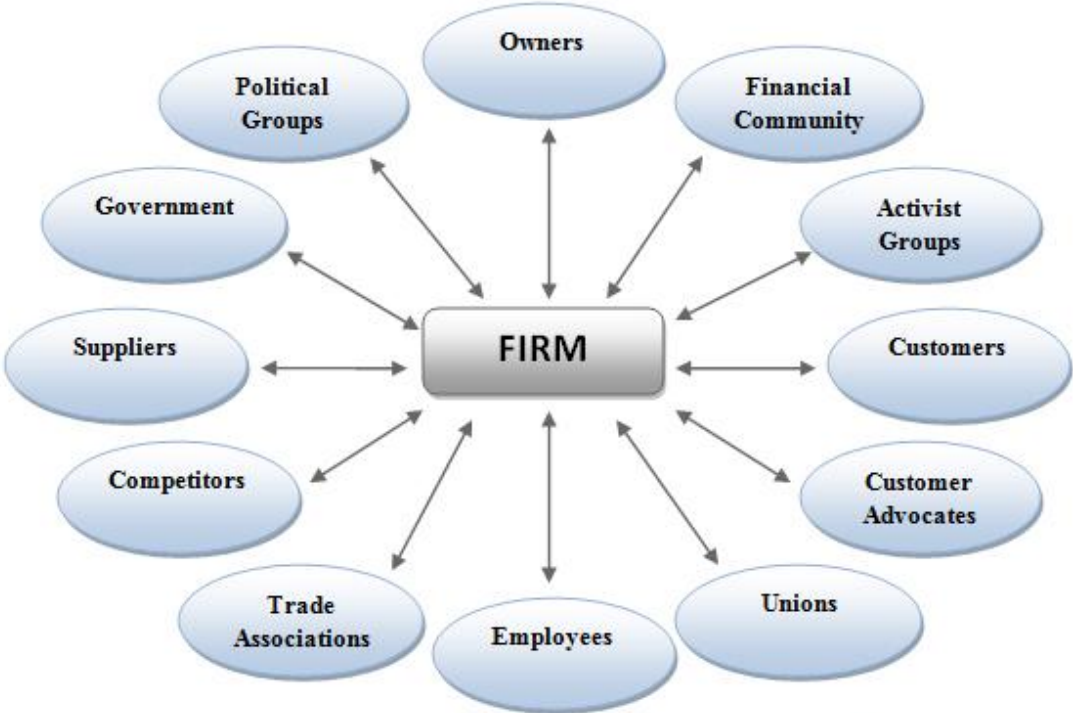 Owners
Political
Groups
Financial
Community
Government
Activist
Groups
Suppliers
FIRM
Customers
Competitors
Customer
Advocates
Trade
Associations
Employees
Unions